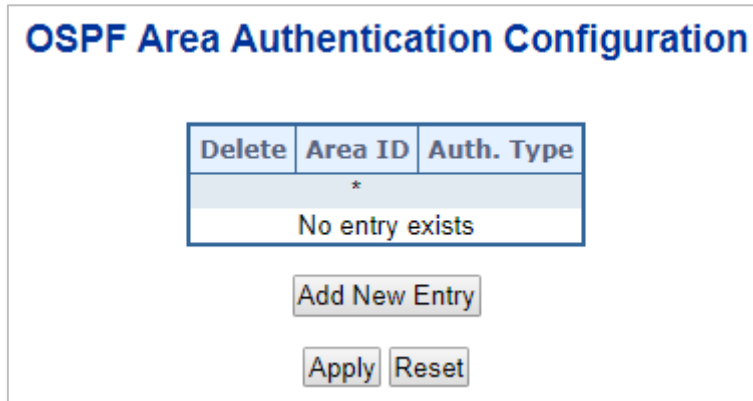 OSPF Area Authentication Configuration
Delete Area ID Auth. Type
*
No entry exists
Add New Entry
Apply Reset